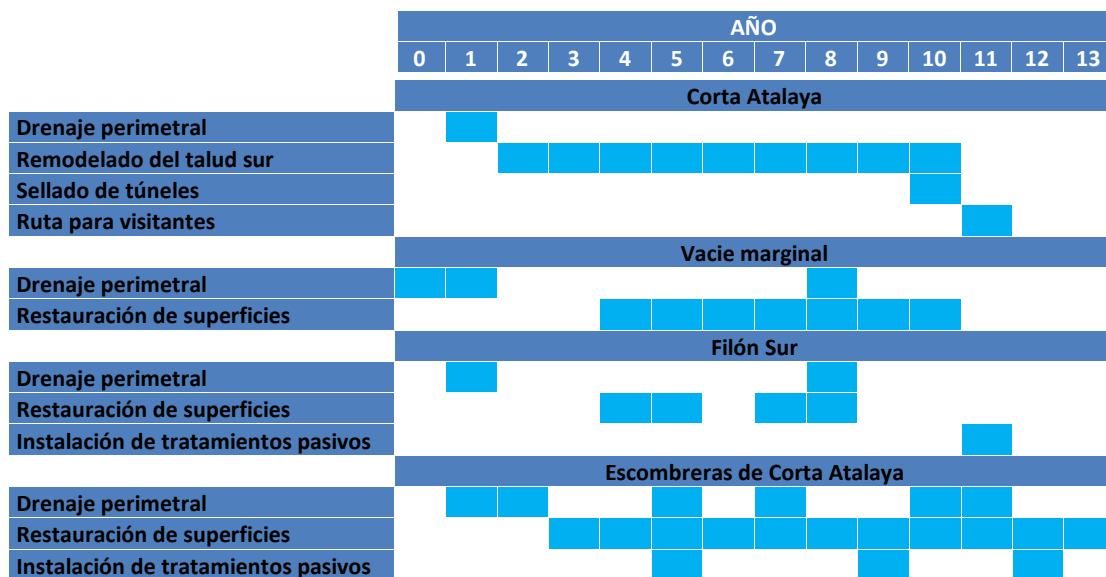 AÑO
0 1 2 3 4 5 6 7 8 9 10 11 12 13
Corta Atalaya
Drenaje perimetral
Remodelado del talud sur
Sellado de túneles
Ruta para visitantes
Vacie marginal
Drenaje perimetral
Restauración de superficies
Filón Sur
Drenaje perimetral
Restauración de superficies
Instalación de tratamientos pasivos
Escombreras de Corta Atalaya
Drenaje perimetral
Restauración de superficies
Instalación de tratamientos pasivos